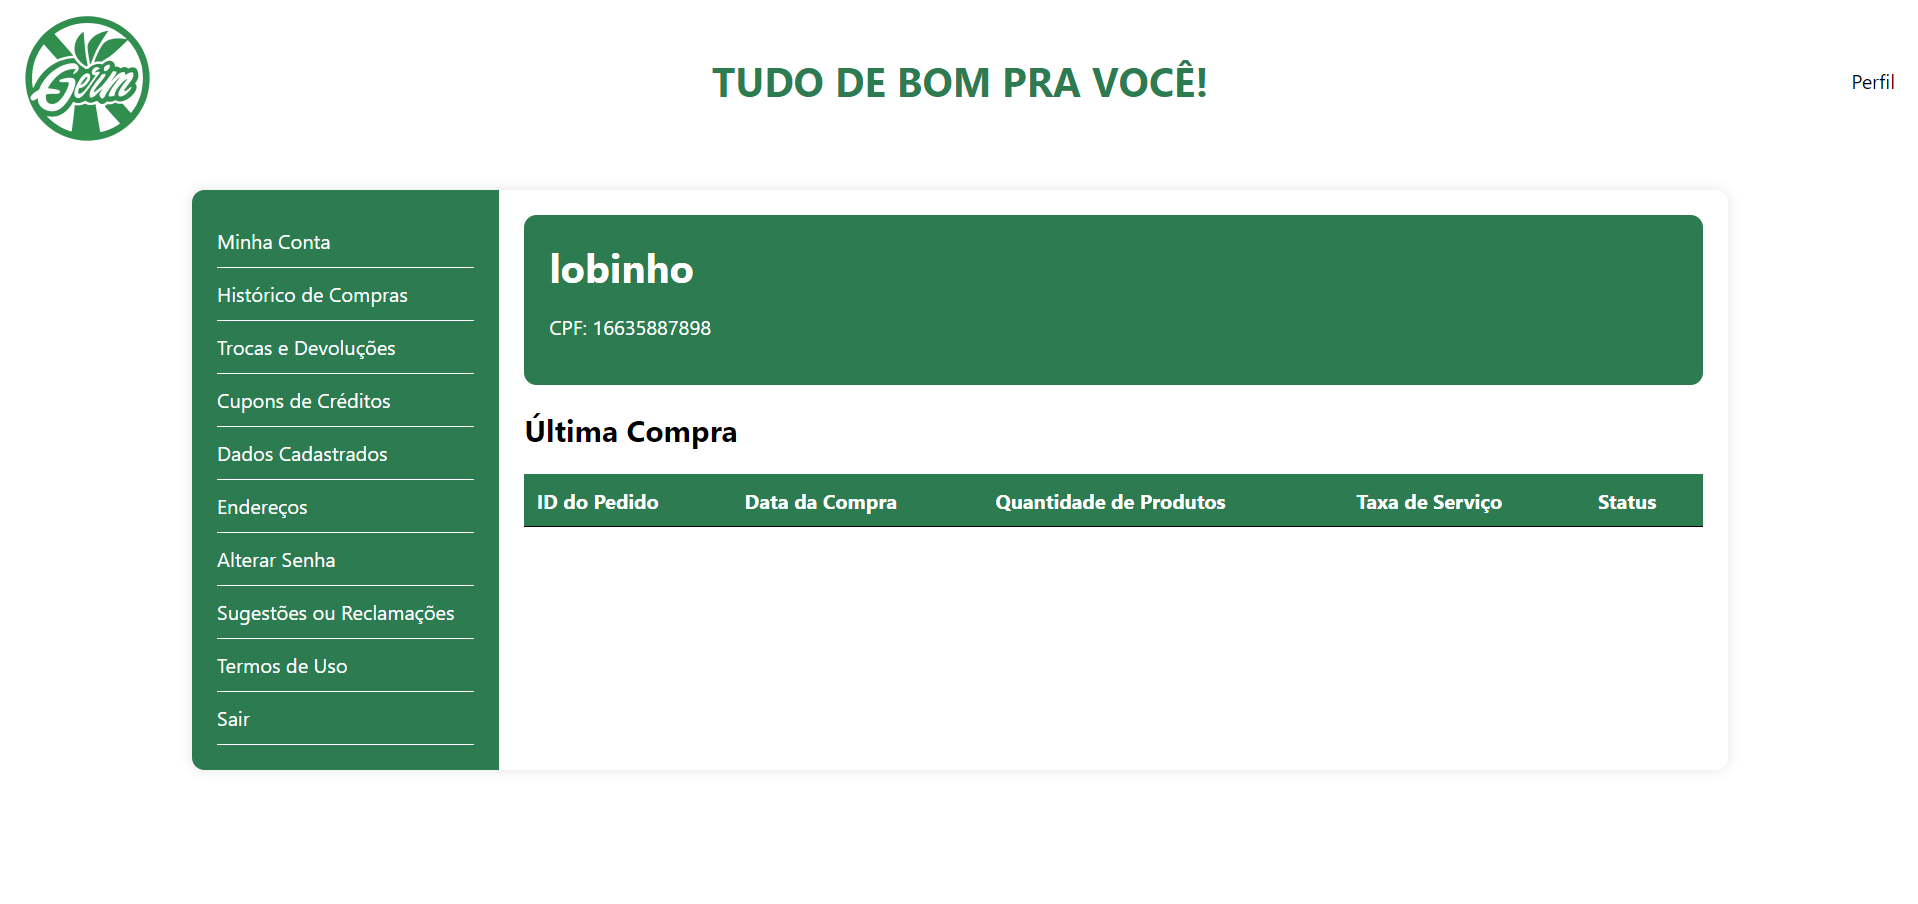 Gerim
TUDO DE BOM PRA VOCÊ!
Perfil
Minha Conta
Histórico de Compras
Trocas e Devoluções
Cupons de Créditos
Dados Cadastrados
Endereços
Alterar Senha
Sugestões ou Reclamações
Termos de Uso
Sair
lobinho
CPF: 16635887898
Última Compra
ID do Pedido Data da Compra Quantidade de Produtos Taxa de Serviço Status